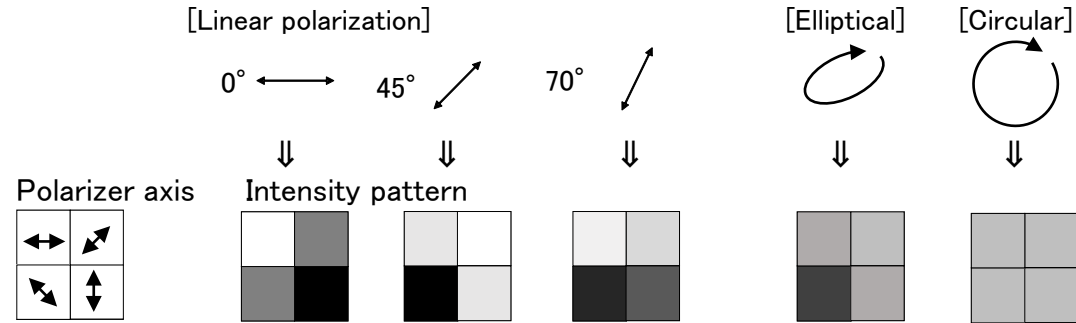 [Linear polarization] [Elliptical] [Circular]
0° 45° 70°
⇓ ⇓ ⇓ ⇓ ⇓
Polarizer axis Intensity pattern